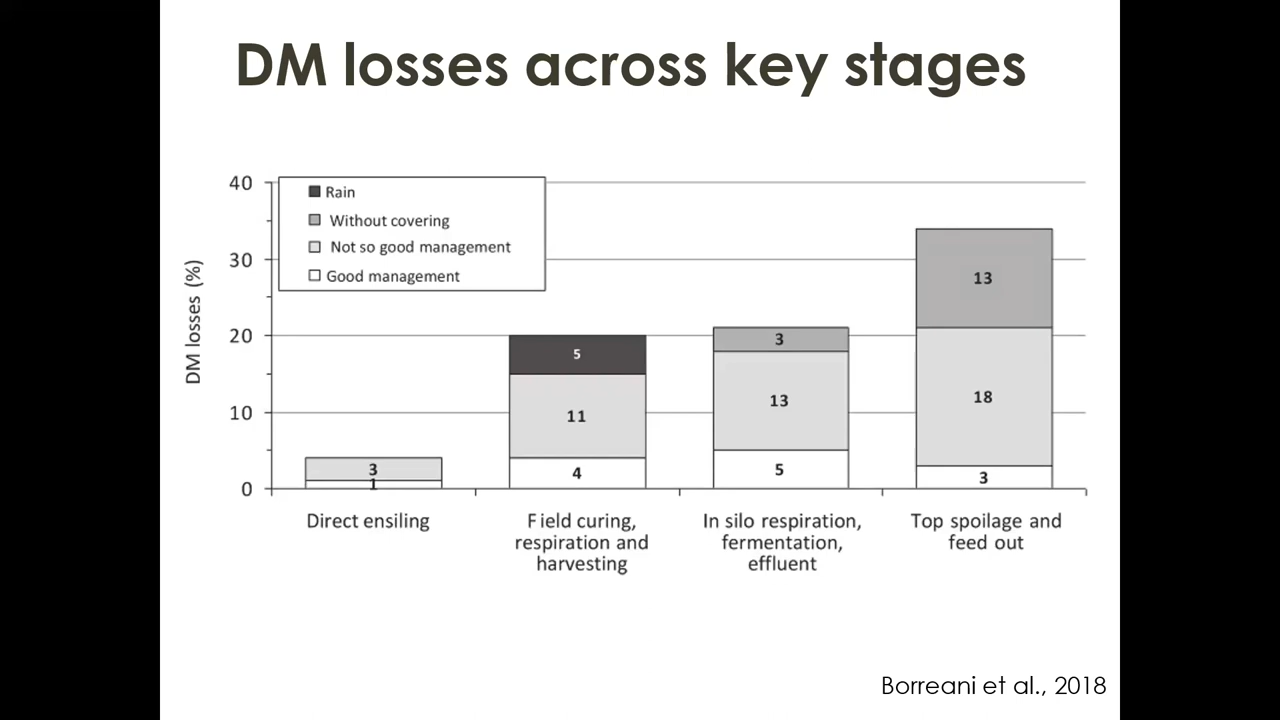 DM losses across key stages
40
30
20
10
0
DM losses (%)
Rain
Without covering
Not so good management
Good management
3
1
5
11
4
3
13
5
13
18
3
Direct ensiling
Field curing,
respiration and
harvesting
In silo respiration,
fermentation,
effluent
Top spoilage and
feed out
Borreani et al., 2018